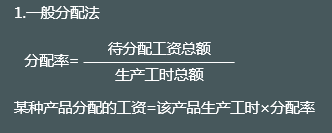 1.一般分配法
待分配工资总额
分配率=
生产工时总额
某种产品分配的工资=该产品生产工时×分配率